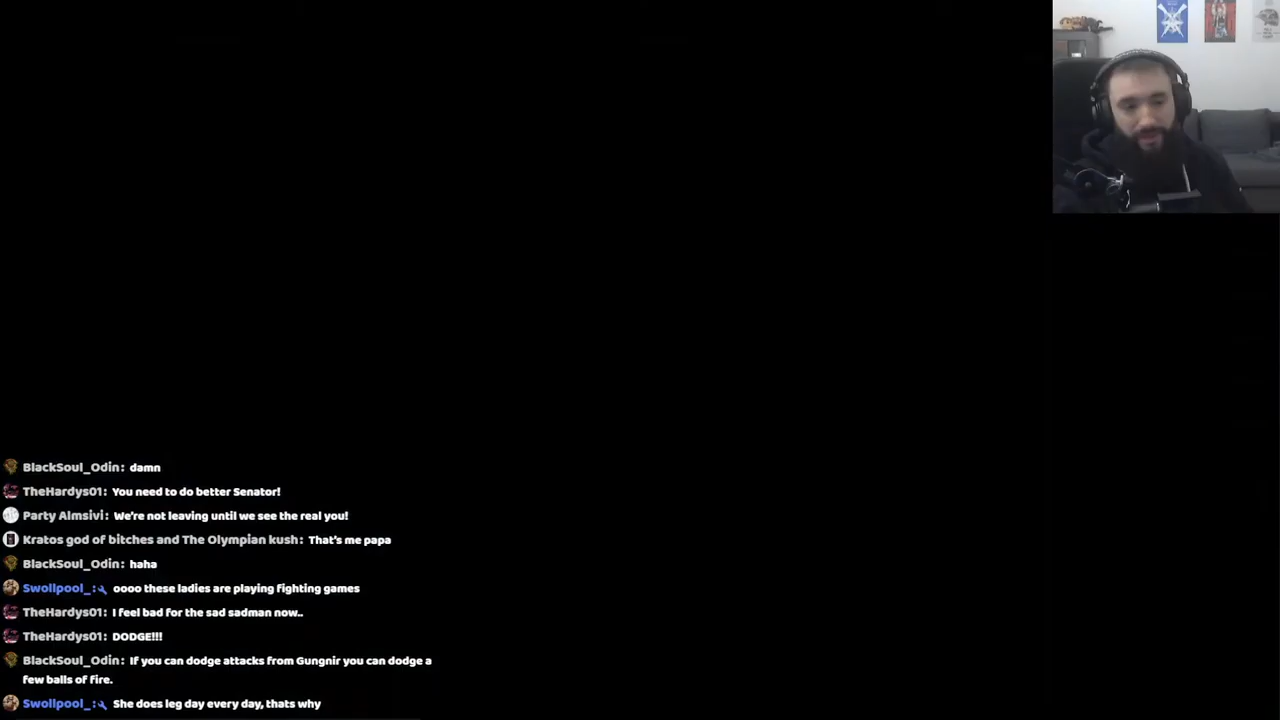 BlackSoul_Odin: damn
TheHardys01: You need to do better Senator!
Party Almsivi: We're not leaving until we see the real you!
Kratos god of bitches and The Olympian kush: That's me papa
BlackSoul_Odin: haha
Swollpool_: oooo these ladies are playing fighting games
TheHardys01: I feel bad for the sad sadman now..
TheHardys01: DODGE!!!
BlackSoul_Odin: If you can dodge attacks from Gungnir you can dodge a
few balls of fire.
Swollpool_: She does leg day every day, thats why